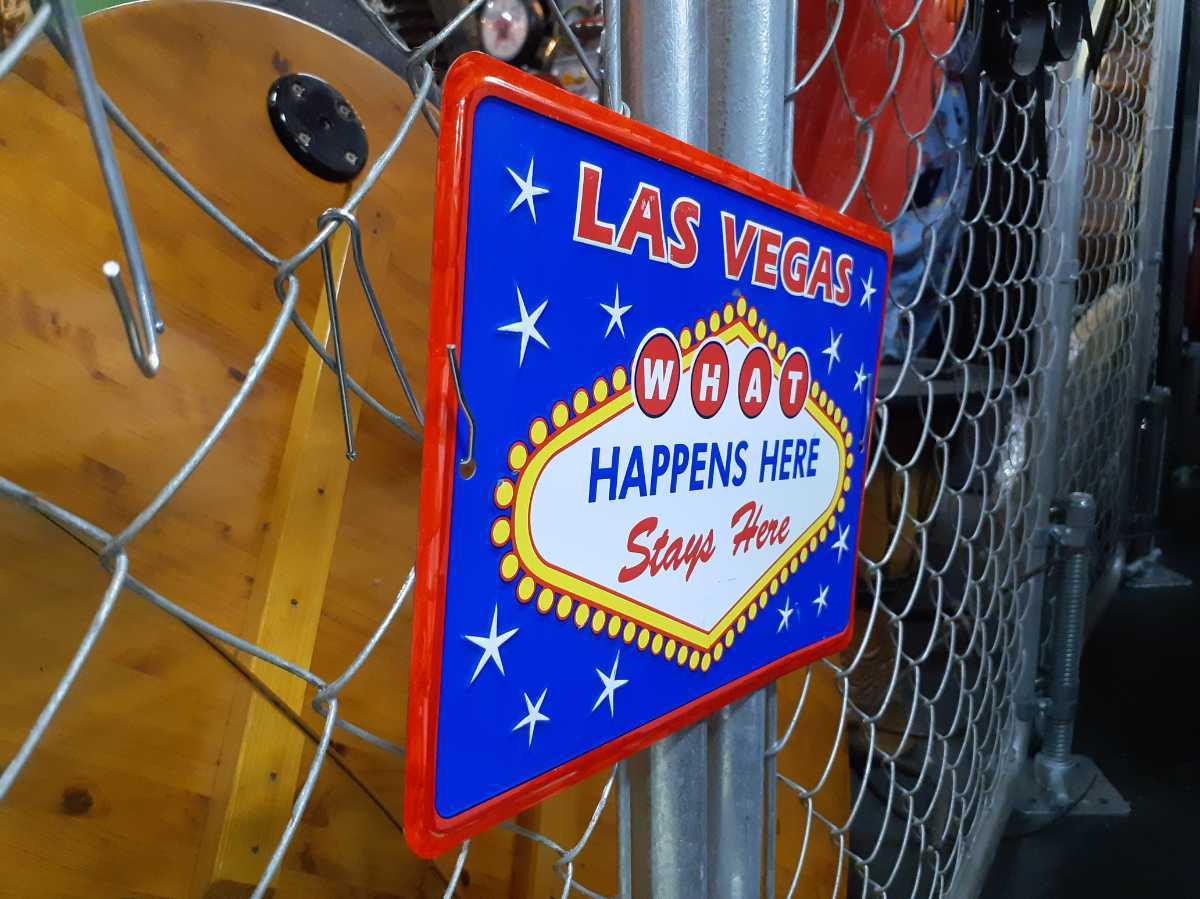 LAS VEGAS
WHAT
HAPPENS HERE
Stays Here